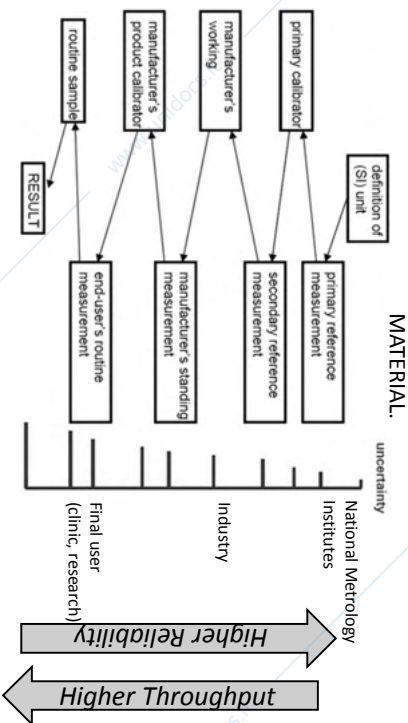 MATERIAL.
definition of
(SI) unit
primary calibrator
primary reference
measurement
secondary reference
measurement
manufacturer's
working
manufacturer's standing
measurement
manufacturer's
product calibrator
end-user's routine
measurement
routine sample
RESULT
uncertainty
National Metrology
Institutes
Industry
Final user
(clinic, research)
Higher Reliability
Higher Throughput